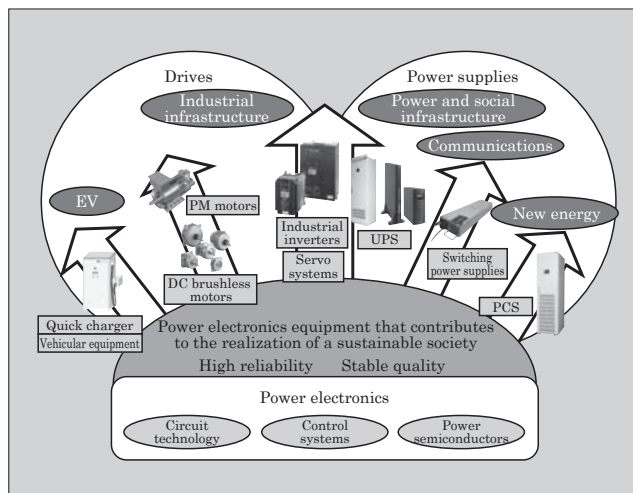 Drives
Power supplies
Industrial
infrastructure
Power and social
infrastructure
Communications
EV
PM motors
New energy
Industrial
inverters
UPS
Servo
systems
Switching
power supplies
DC brushless
motors
PCS
Quick charger
Vehicular equipment
Power electronics equipment that contributes
to the realization of a sustainable society
High reliability Stable quality
Power electronics
Circuit
technology
Control
systems
Power
semiconductors